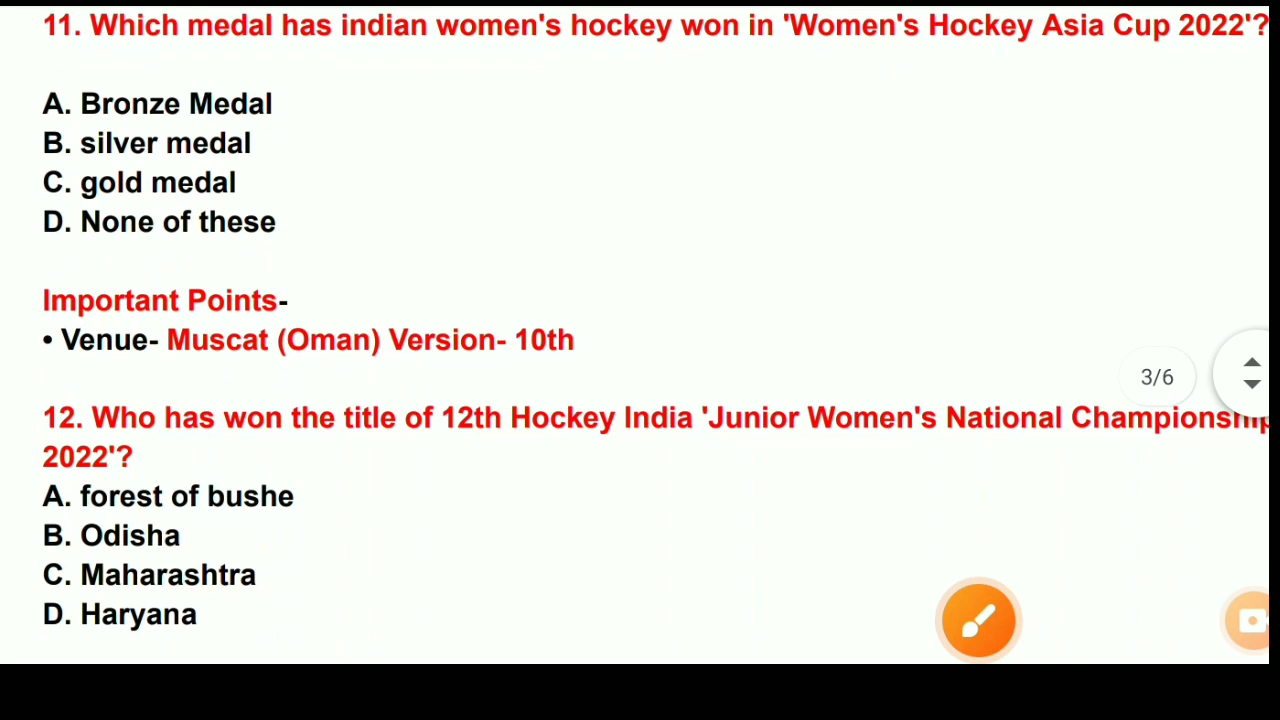 11. Which medal has indian women's hockey won in 'Women's Hockey Asia Cup 2022'?
A. Bronze Medal
B. silver medal
C. gold medal
D. None of these
Important Points-
• Venue- Muscat (Oman) Version- 10th
3/6
12. Who has won the title of 12th Hockey India 'Junior Women's National Championship
2022'?
A. forest of bushe
B. Odisha
C. Maharashtra
D. Haryana